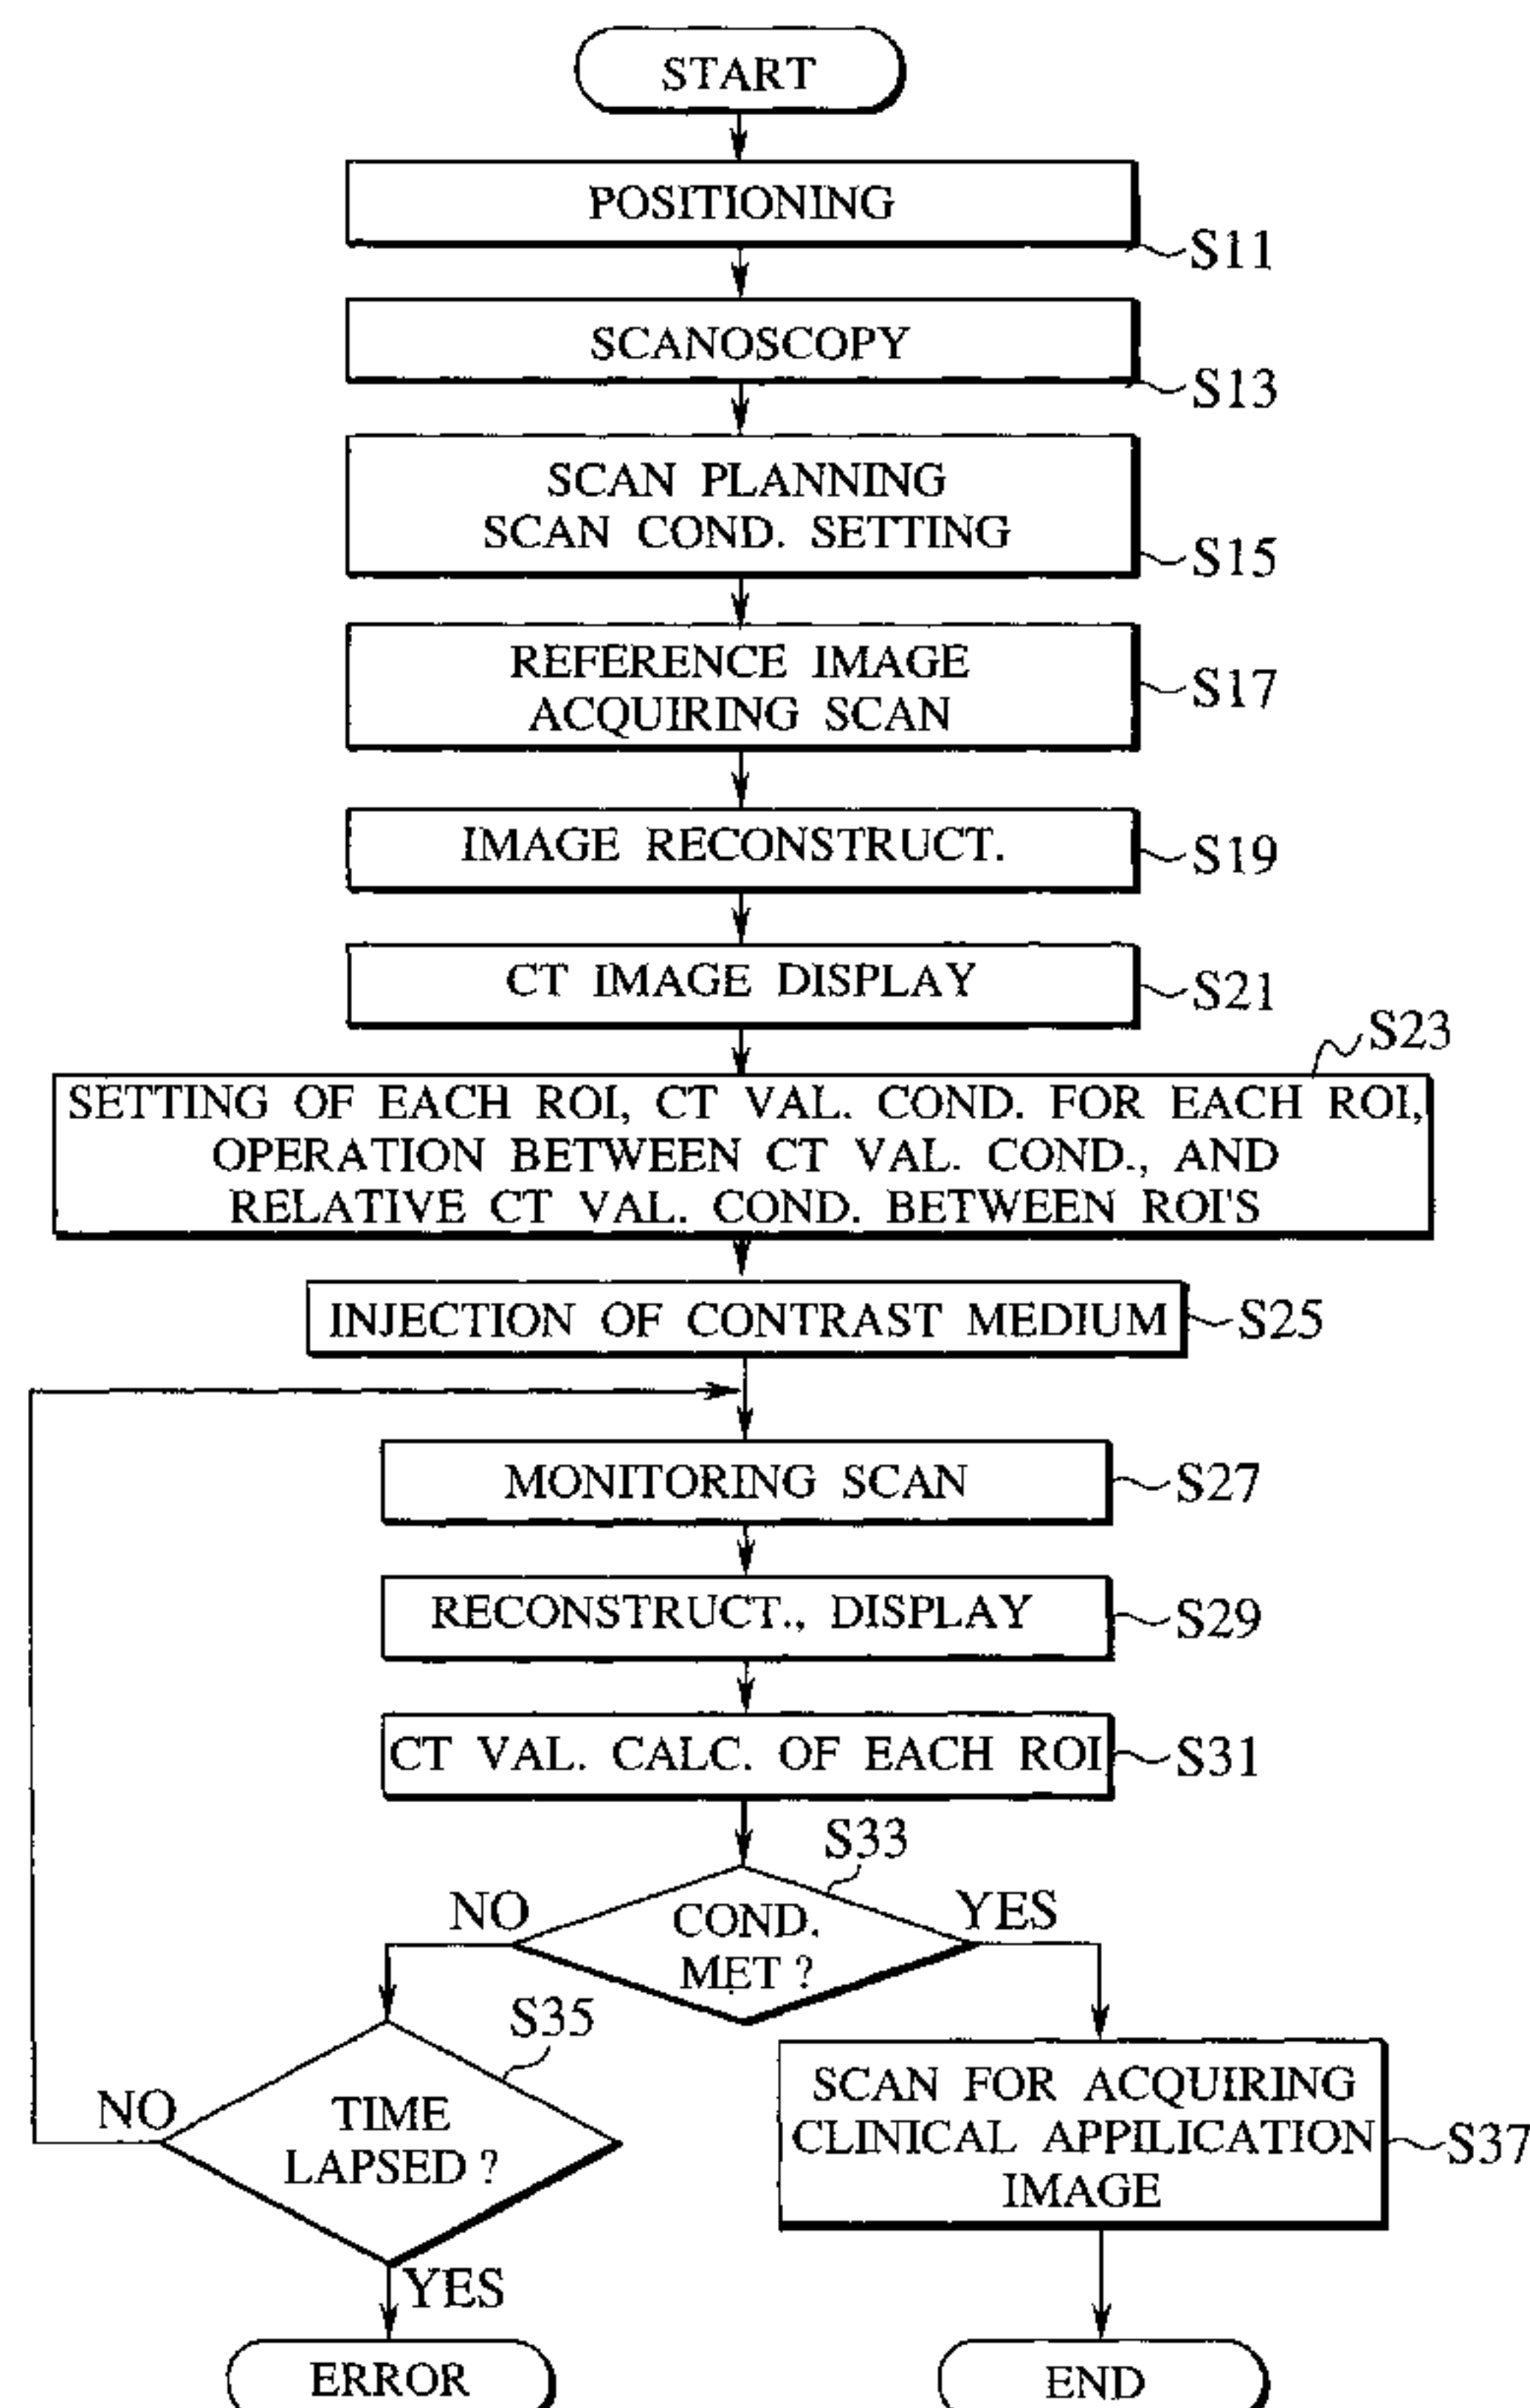 START
POSITIONING
S11
SCANOSCOPY
S13
SCAN PLANNING
SCAN COND. SETTING
S15
REFERENCE IMAGE
ACQUIRING SCAN
S17
IMAGE RECONSTRUCT.
S19
CT IMAGE DISPLAY
S21
S23
SETTING OF EACH ROI, CT VAL. COND. FOR EACH ROI,
OPERATION BETWEEN CT VAL. COND., AND
RELATIVE CT VAL. COND. BETWEEN ROI'S
INJECTION OF CONTRAST MEDIUM
S25
MONITORING SCAN
S27
RECONSTRUCT., DISPLAY
S29
CT VAL. CALC. OF EACH ROI
S31
S33
NO
COND.
MET ?
YES
S35
NO
TIME
LAPSED ?
YES
SCAN FOR ACQUIRING
CLINICAL APPILICATION
IMAGE
S37
ERROR
END